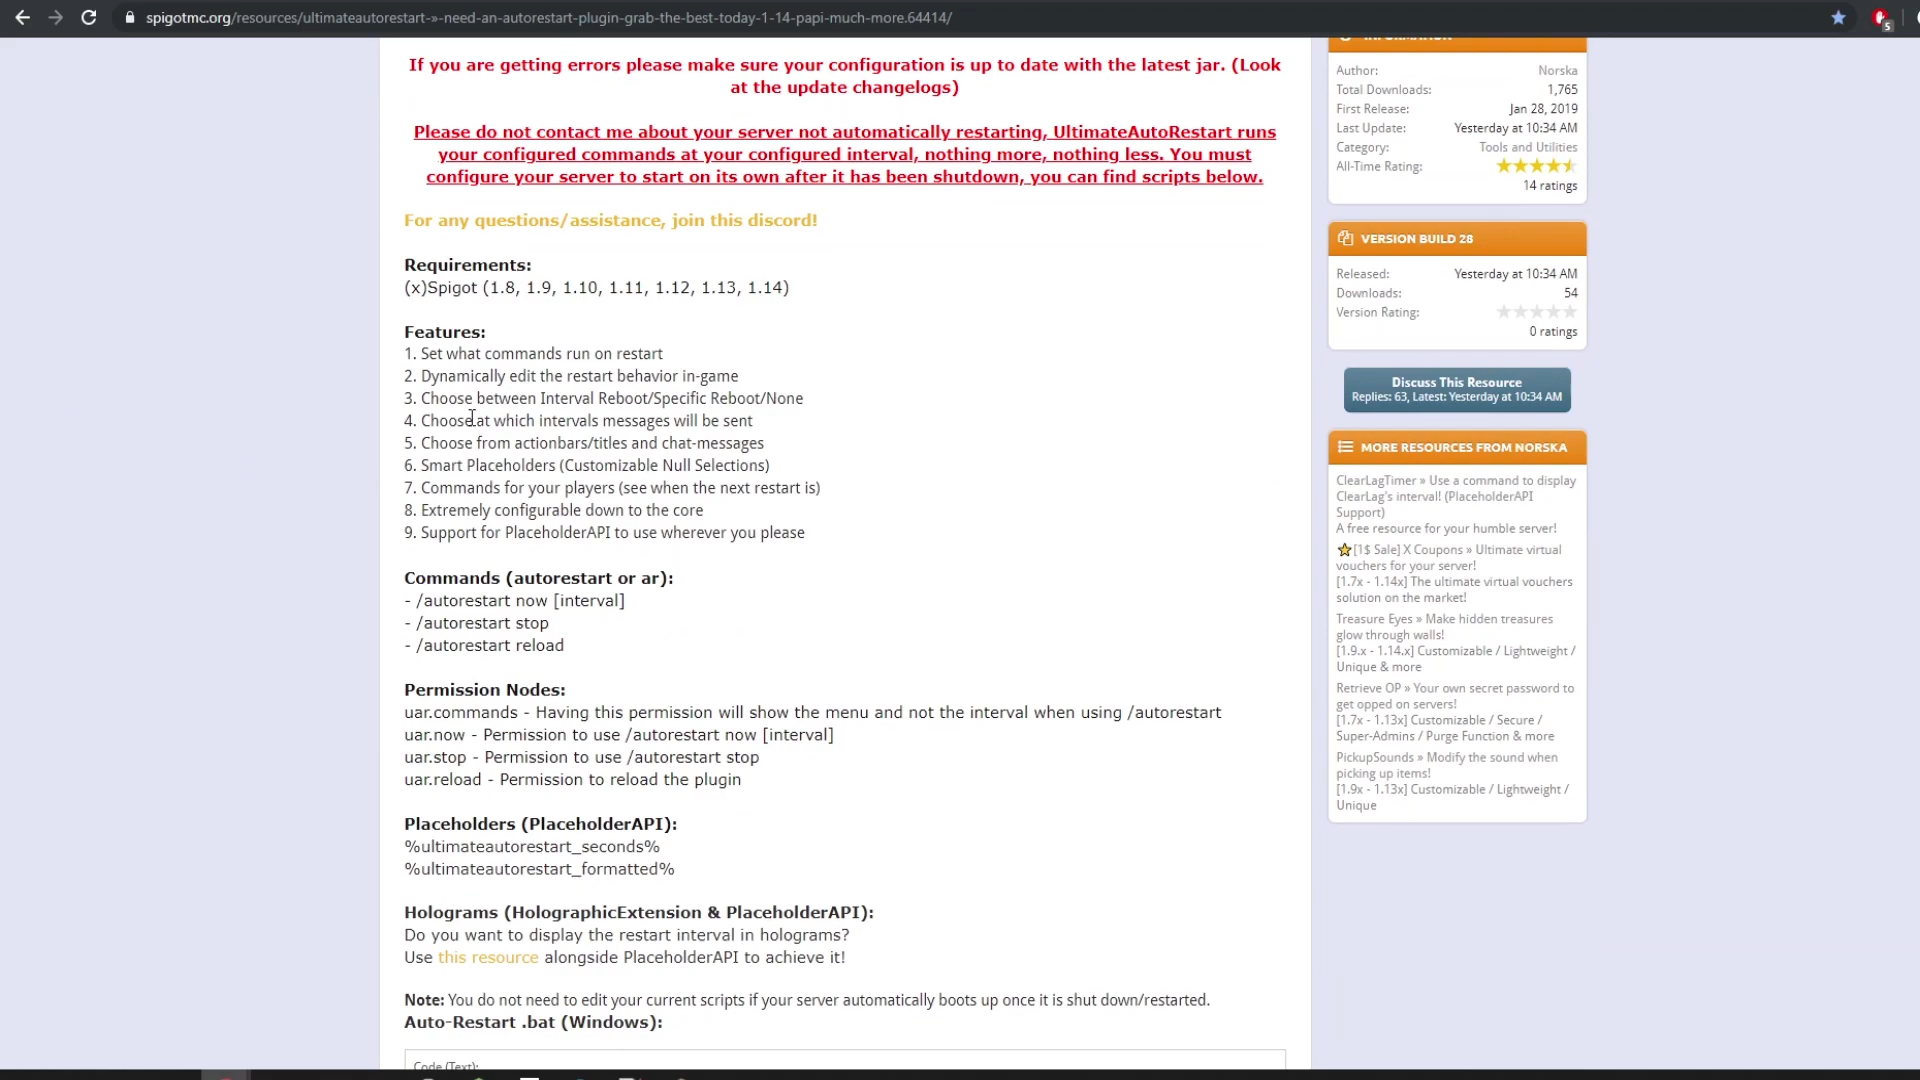 spigotmc.org/resources/ultimateautorestart-»-need-an-autorestart-plugin-grab-the-best-today-1-14-papi-much-more.64414/
5
If you are getting errors please make sure your configuration is up to date with the latest jar. (Look
at the update changelogs)
Please do not contact me about your server not automatically restarting, UltimateAutoRestart runs
your configured commands at your configured interval, nothing more, nothing less. You must
configure your server to start on its own after it has been shutdown, you can find scripts below.
For any questions/assistance, join this discord!
Requirements:
(x)Spigot (1.8, 1.9, 1.10, 1.11, 1.12, 1.13, 1.14)
Features:
1. Set what commands run on restart
2. Dynamically edit the restart behavior in-game
3. Choose between Interval Reboot/Specific Reboot/None
4. Choose at which intervals messages will be sent
5. Choose from actionbars/titles and chat-messages
6. Smart Placeholders (Customizable Null Selections)
7. Commands for your players (see when the next restart is)
8. Extremely configurable down to the core
9. Support for PlaceholderAPI to use wherever you please
Commands (autorestart or ar):
- /autorestart now [interval]
- /autorestart stop
- /autorestart reload
Permission Nodes:
uar.commands - Having this permission will show the menu and not the interval when using /autorestart
uar.now - Permission to use /autorestart now [interval]
uar.stop - Permission to use /autorestart stop
uar.reload - Permission to reload the plugin
Placeholders (PlaceholderAPI):
%ultimateautorestart_seconds%
%ultimateautorestart_formatted%
Holograms (HolographicExtension & PlaceholderAPI):
Do you want to display the restart interval in holograms?
Use this resource alongside PlaceholderAPI to achieve it!
Note: You do not need to edit your current scripts if your server automatically boots up once it is shut down/restarted.
Auto-Restart .bat (Windows):
Code (Text):
INFORMATION
Author: Norska
Total Downloads: 1,765
First Release: Jan 28, 2019
Last Update: Yesterday at 10:34 AM
Category: Tools and Utilities
All-Time Rating:
14 ratings
VERSION BUILD 28
Released: Yesterday at 10:34 AM
Downloads: 54
Version Rating:
0 ratings
Discuss This Resource
Replies: 63, Latest: Yesterday at 10:34 AM
MORE RESOURCES FROM NORSKA
ClearLagTimer » Use a command to display
ClearLag's interval! (PlaceholderAPI
Support)
A free resource for your humble server!
[1$ Sale] X Coupons » Ultimate virtual
vouchers for your server!
[1.7x - 1.14x] The ultimate virtual vouchers
solution on the market!
Treasure Eyes » Make hidden treasures
glow through walls!
[1.9.x - 1.14.x] Customizable / Lightweight /
Unique & more
Retrieve OP » Your own secret password to
get opped on servers!
[1.7x - 1.13x] Customizable / Secure /
Super-Admins / Purge Function & more
PickupSounds » Modify the sound when
picking up items!
[1.9x - 1.13x] Customizable / Lightweight /
Unique